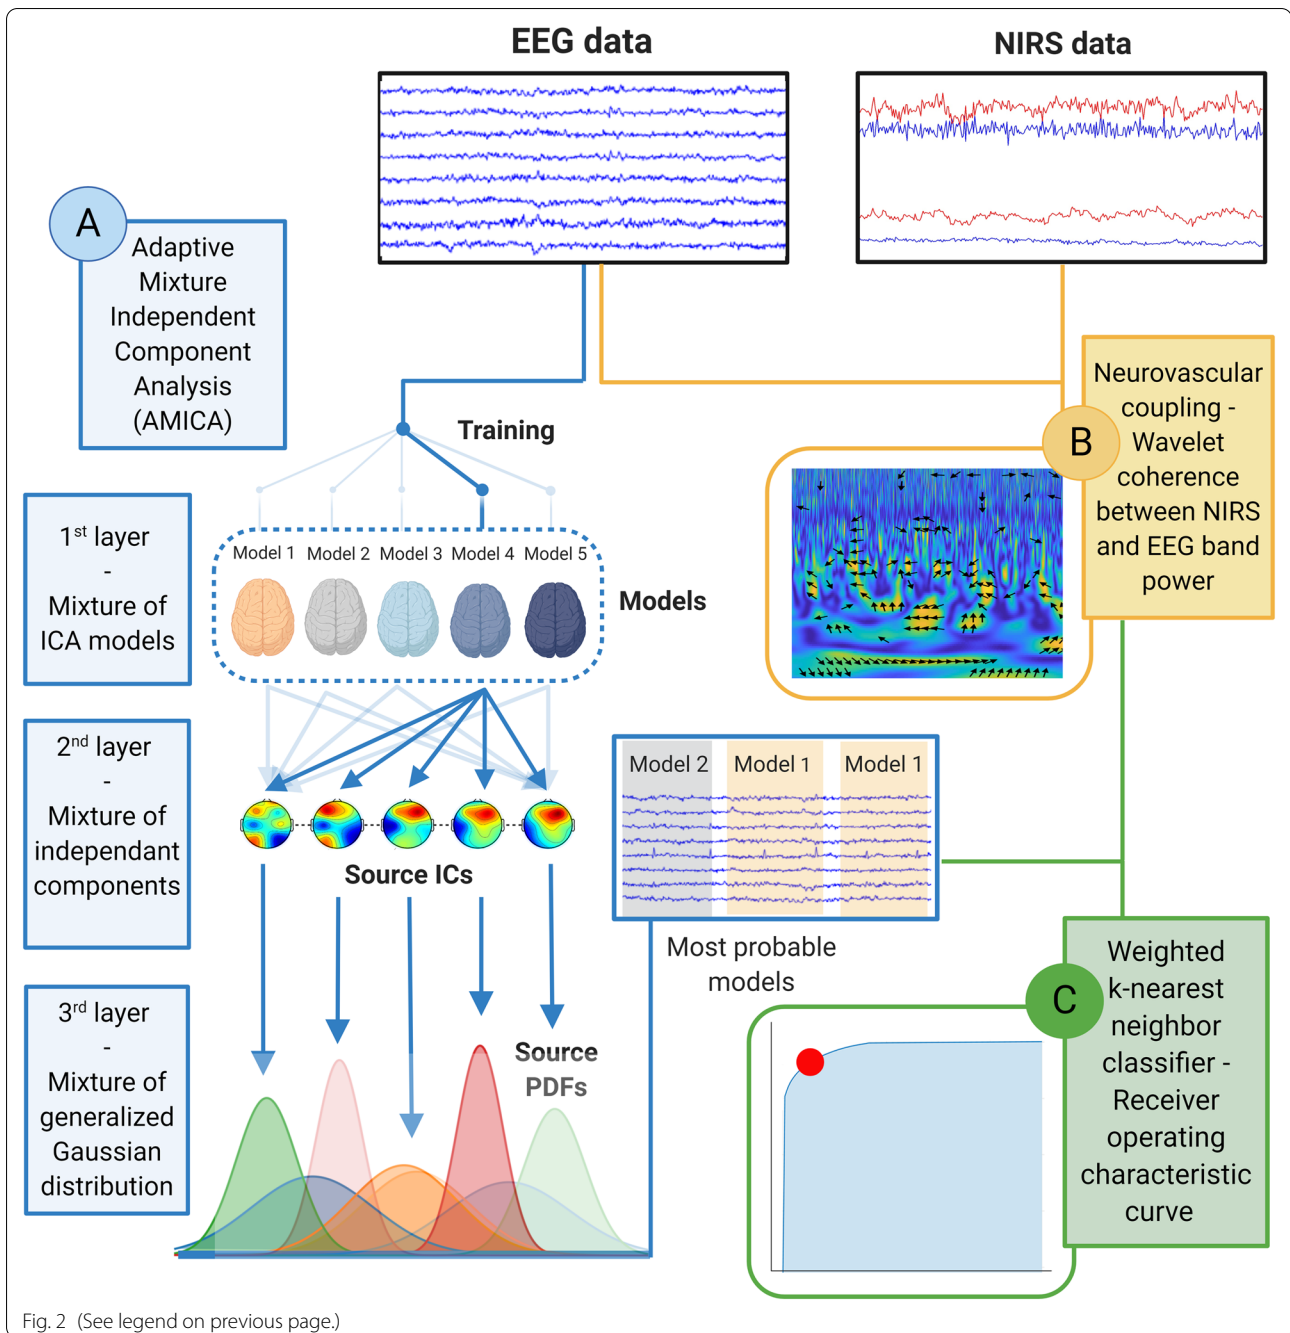 EEG data
NIRS data
A
Adaptive
Mixture
Independent
Component
Analysis
(AMICA)
Training
B
Neurovascular
coupling -
Wavelet
coherence
between NIRS
and EEG band
power
1st layer
-
Mixture of
ICA models
Model 1 Model 2 Model 3 Model 4 Model 5
Models
2nd layer
-
Mixture of
independant
components
Source ICs
Model 2 Model 1 Model 1
Most probable
models
3rd layer
-
Mixture of
generalized
Gaussian
distribution
Source
PDFs
C
Weighted
k-nearest
neighbor
classifier -
Receiver
operating
characteristic
curve
Fig. 2 (See legend on previous page.)